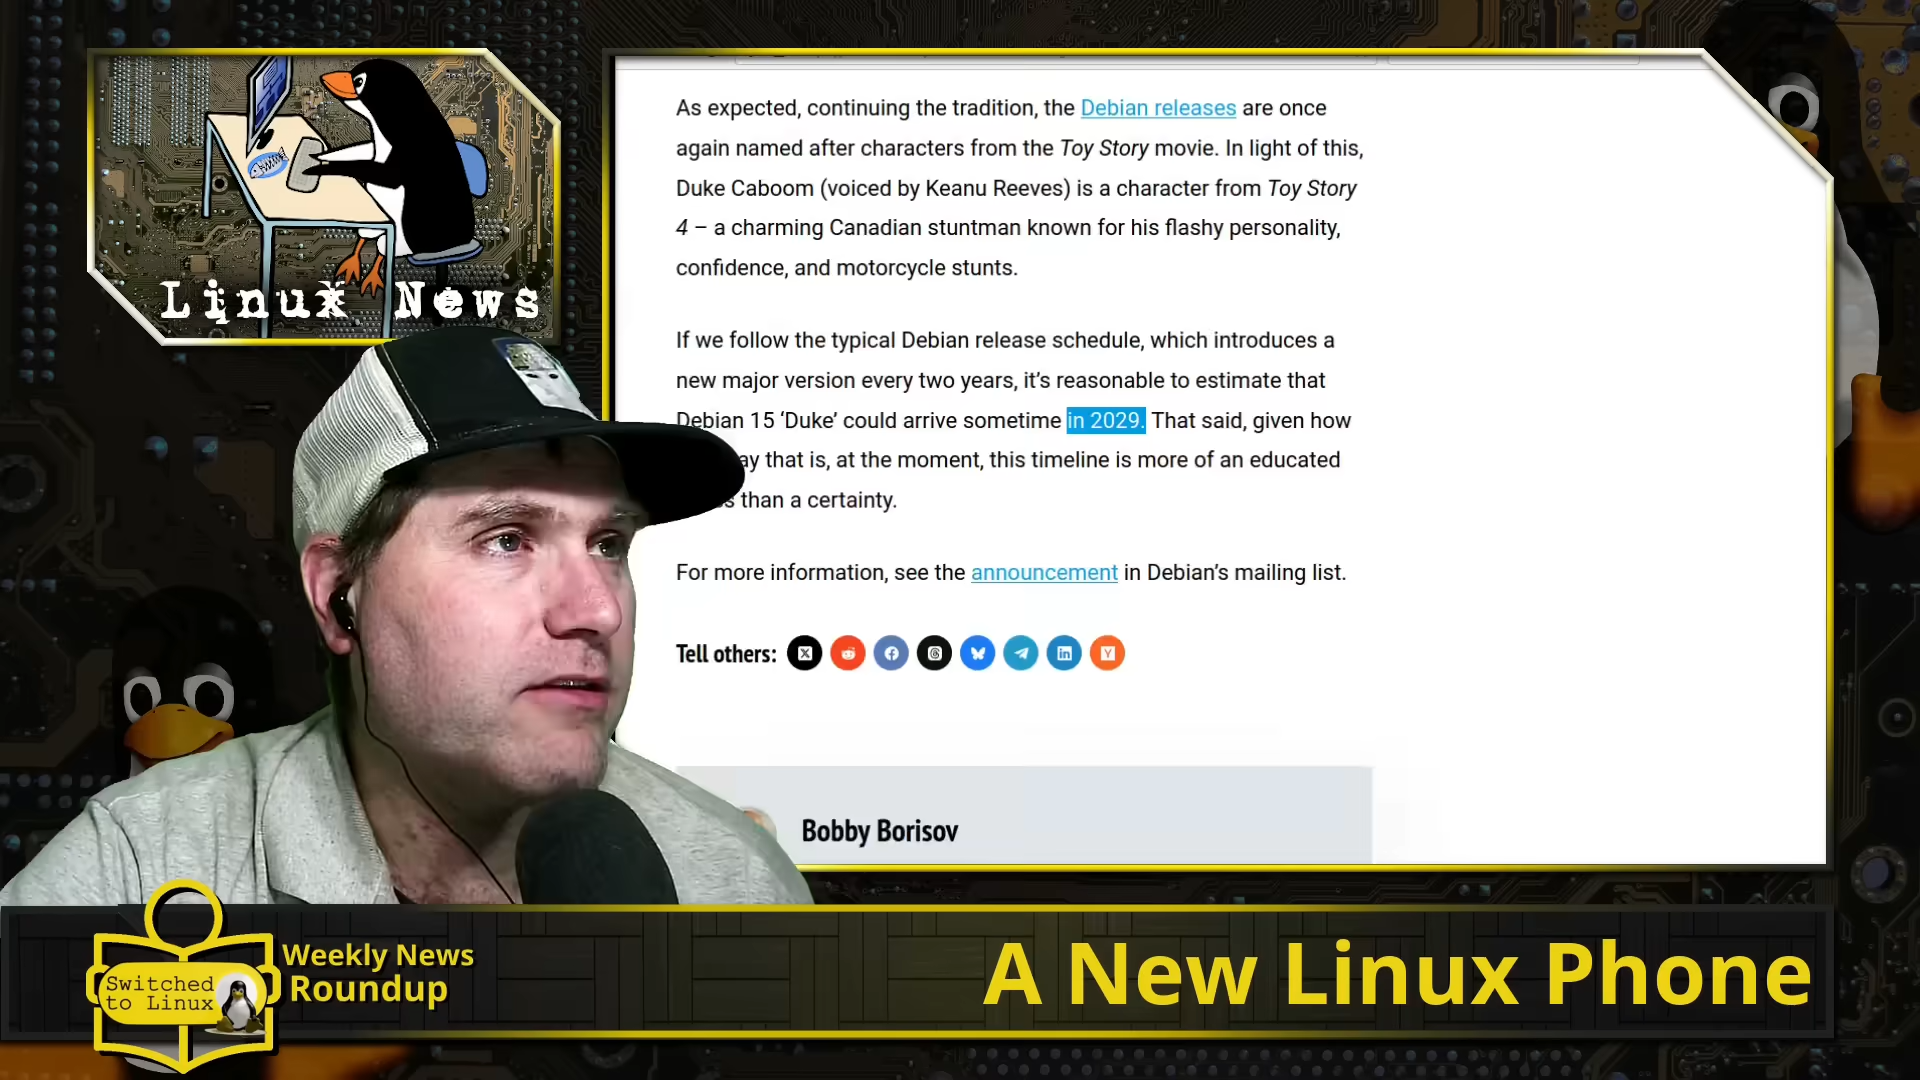 Linux News
As expected, continuing the tradition, the Debian releases are once
again named after characters from the Toy Story movie. In light of this,
Duke Caboom (voiced by Keanu Reeves) is a character from Toy Story
4 – a charming Canadian stuntman known for his flashy personality,
confidence, and motorcycle stunts.
If we follow the typical Debian release schedule, which introduces a
new major version every two years, it’s reasonable to estimate that
Debian 15 ‘Duke’ could arrive sometime in 2029. That said, given how
that is, at the moment, this timeline is more of an educated
than a certainty.
For more information, see the announcement in Debian’s mailing list.
Tell others:
Bobby Borisov
Switched
to Linux
Weekly News
Roundup
A New Linux Phone